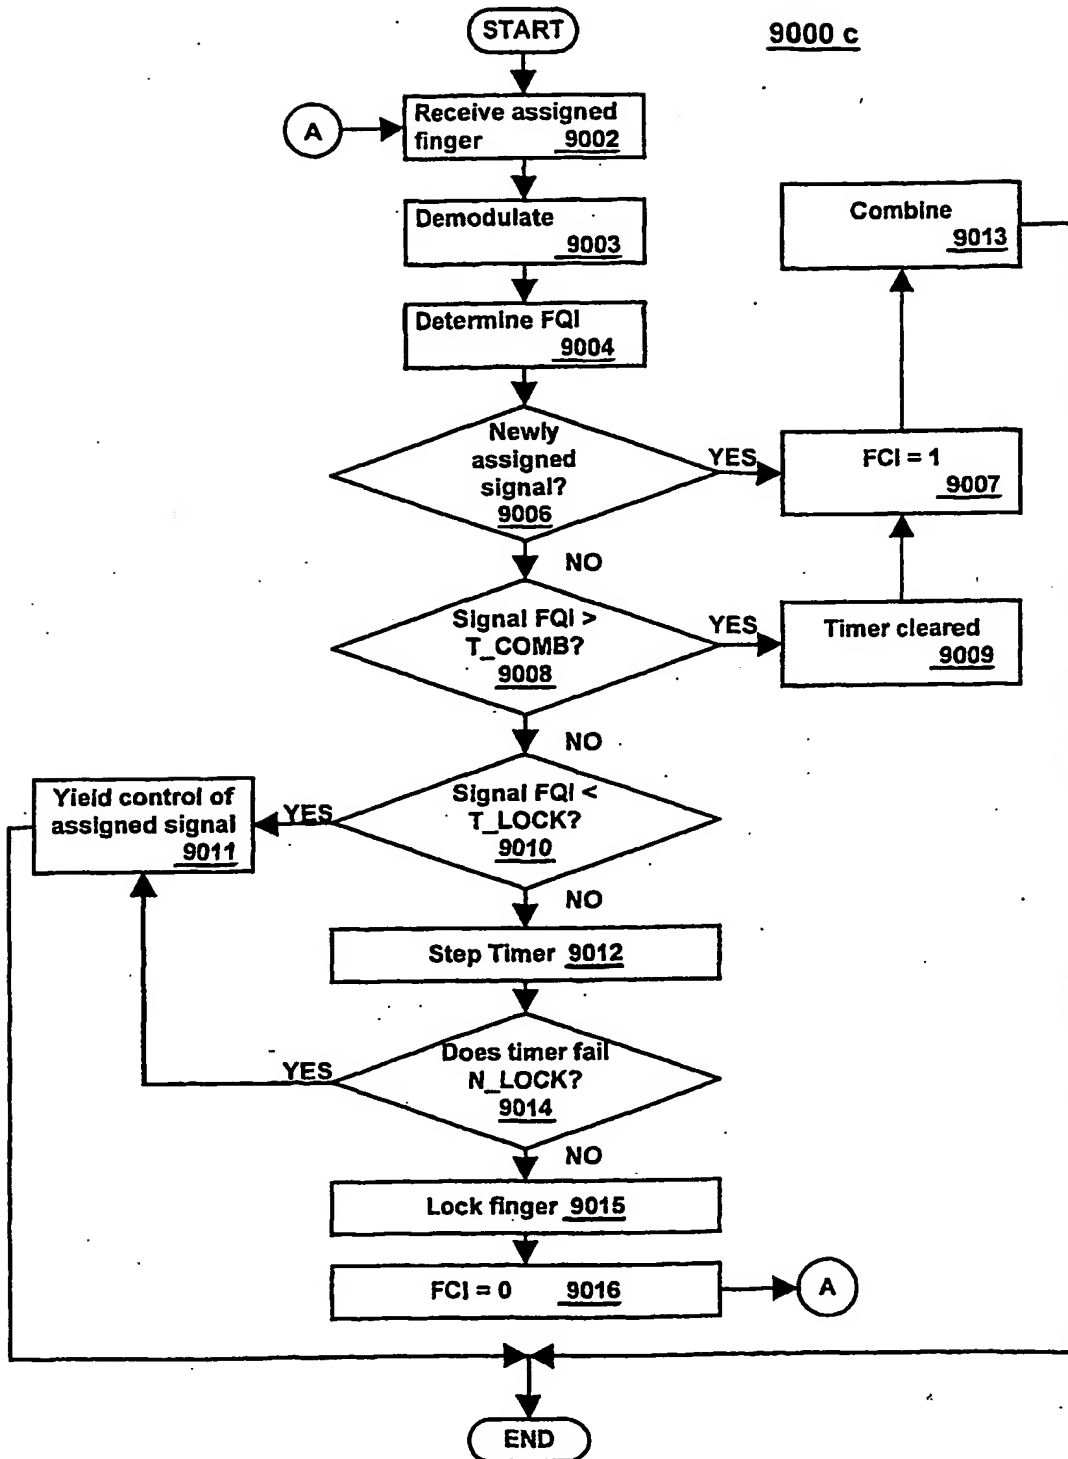 START
9000 c
A
Receive assigned
finger 9002
Demodulate
9003
Combine
9013
Determine FQI
9004
Newly
assigned
signal?
9006
YES
FCI = 1
9007
NO
Signal FQI >
T_COMB?
9008
YES
Timer cleared
9009
NO
Signal FQI <
T_LOCK?
9010
YES
Yield control of
assigned signal
9011
NO
Step Timer 9012
Does timer fail
N_LOCK?
9014
YES
NO
Lock finger 9015
FCI = 0 9016
A
END